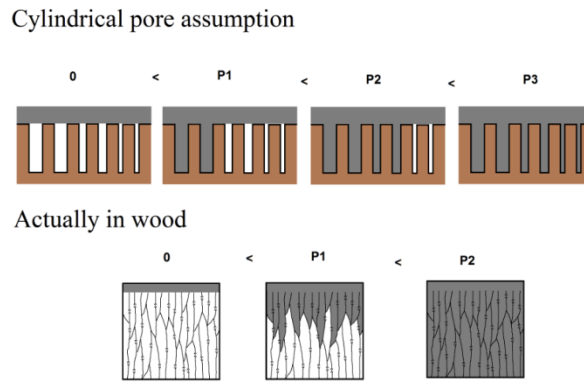 Cylindrical pore assumption
0 < P1 < P2 < P3
Actually in wood
0 < P1 < P2